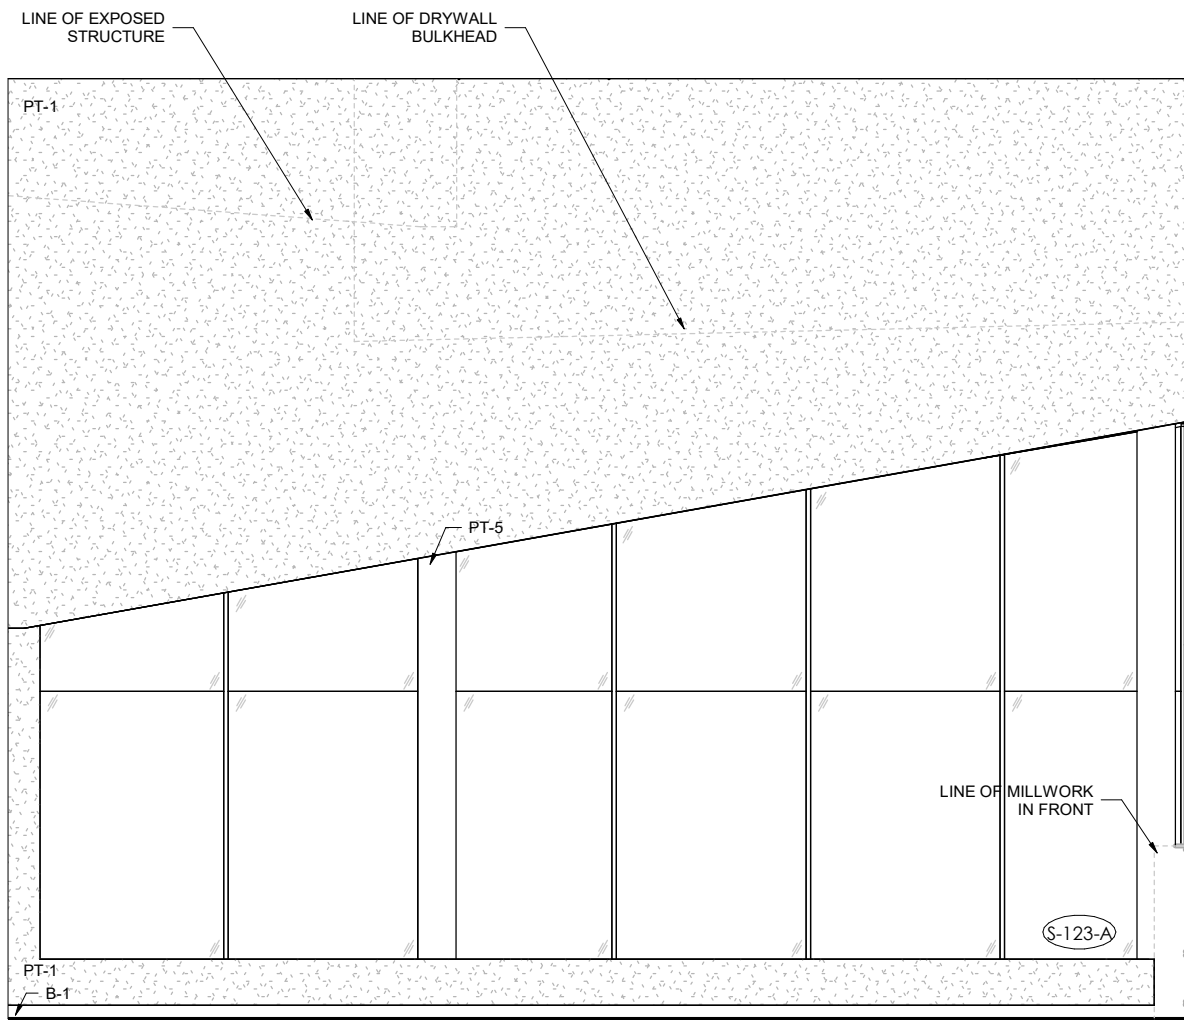 LINE OF EXPOSED
STRUCTURE
LINE OF DRYWALL
BULKHEAD
PT-1
PT-5
LINE OF MILLWORK
IN FRONT
S-123-A
PT-1
B-1